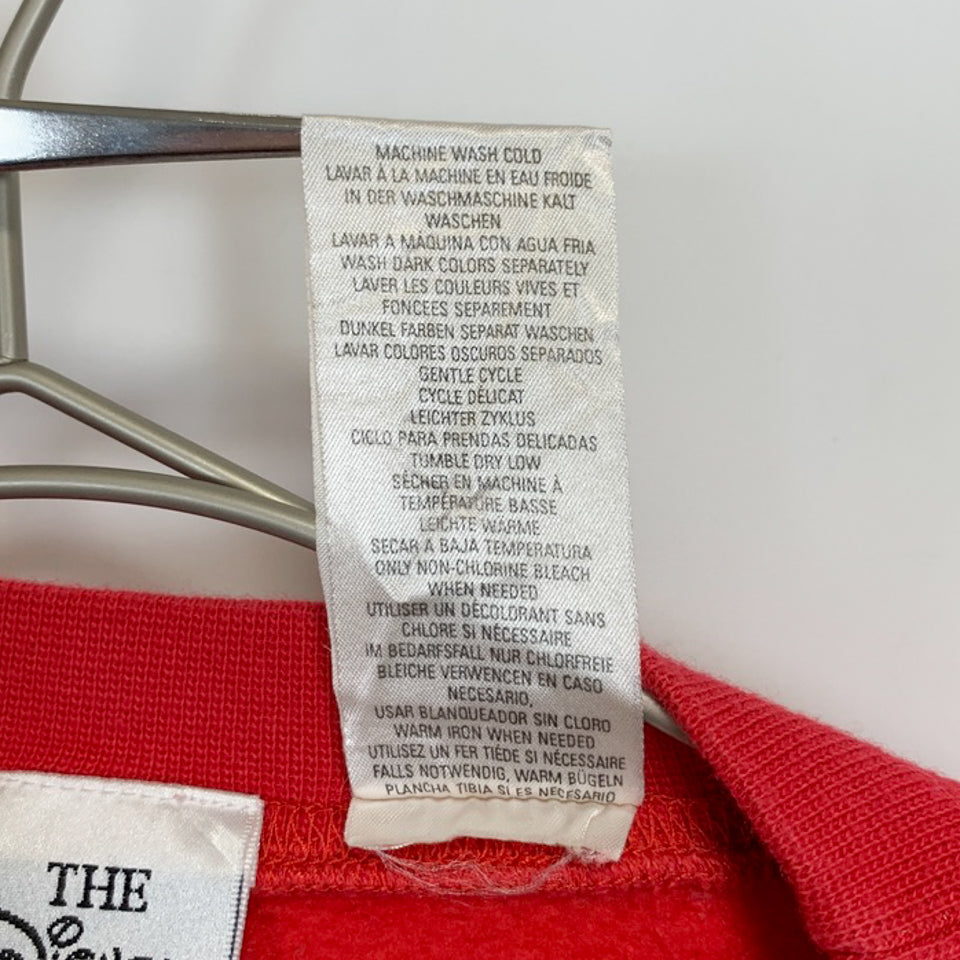 MACHINE WASH COLD
LAVAR À LA MACHINE EN EAU FROIDE
IN DER WASCHMASCHINE KALT
WASCHEN
LAVAR A MÁQUINA CON AGUA FRIA
WASH DARK COLORS SEPARATELY
LAVER LES COULEURS VIVES ET
FONCEES SEPAREMENT
DUNKEL FARBEN SEPARAT WASCHEN
LAVAR COLORES OSCUROS SEPARADOS
GENTLE CYCLE
CYCLE DÉLICAT
LEICHTER ZYKLUS
CICLO PARA PRENDAS DELICADAS
TUMBLE DRY LOW
SÉCHER EN MACHINE À
TEMPÉRATURE BASSE
LEICHTE WÄRME
SECAR A BAJA TEMPERATURA
ONLY NON-CHLORINE BLEACH
WHEN NEEDED
UTILISER UN DÉCOLORANT SANS
CHLORE SI NÉCESSAIRE
IM BEDARFSFALL NUR CHLORFREIE
BLEICHE VERWENCEN EN CASO
NECESARIO,
USAR BLANQUEADOR SIN CLORO
WARM IRON WHEN NEEDED
UTILISEZ UN FER TIÈDE SI NÉCESSAIRE
FALLS NOTWENDIG, WARM BÜGELN
PLANCHA TIBIA SI ES NECESARIO
THE